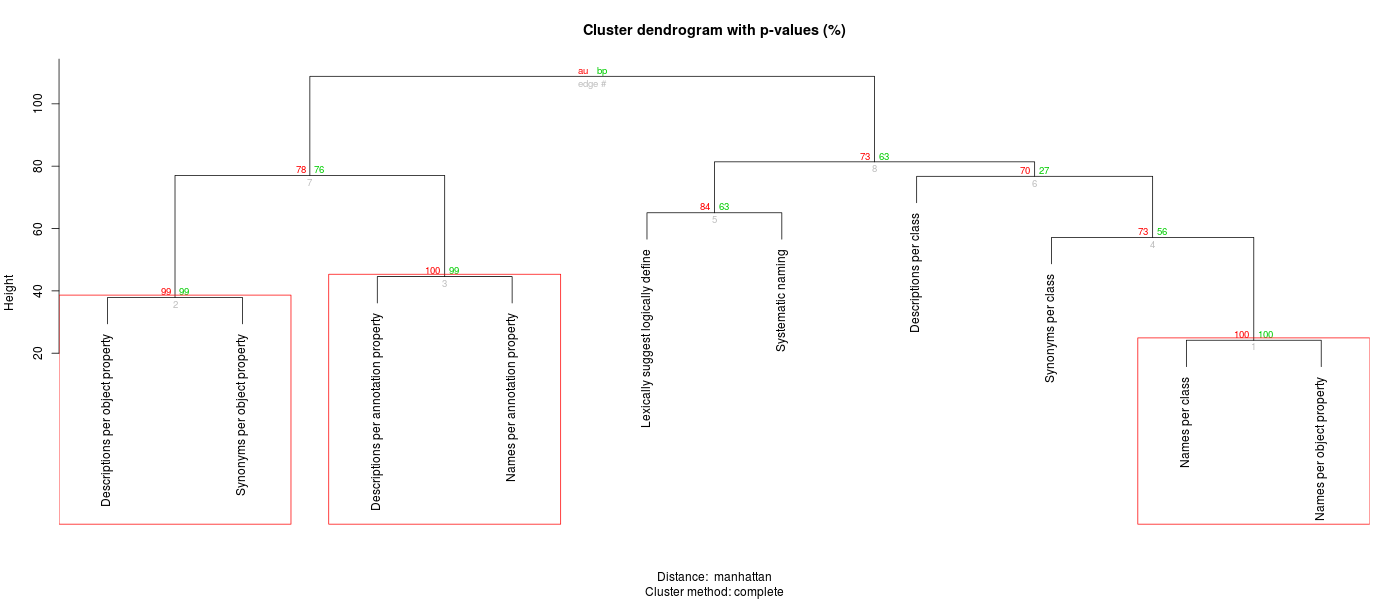 Cluster dendrogram with p-values (%)
au bp
edge #
100
80
60
40
20
Height
78 76
7
73 63
8
70 27
6
84 63
5
73 56
4
99 99
2
100 99
3
100 100
1
Descriptions per object property
Synonyms per object property
Descriptions per annotation property
Names per annotation property
Lexically suggest logically define
Systematic naming
Descriptions per class
Synonyms per class
Names per class
Names per object property
Distance: manhattan
Cluster method: complete